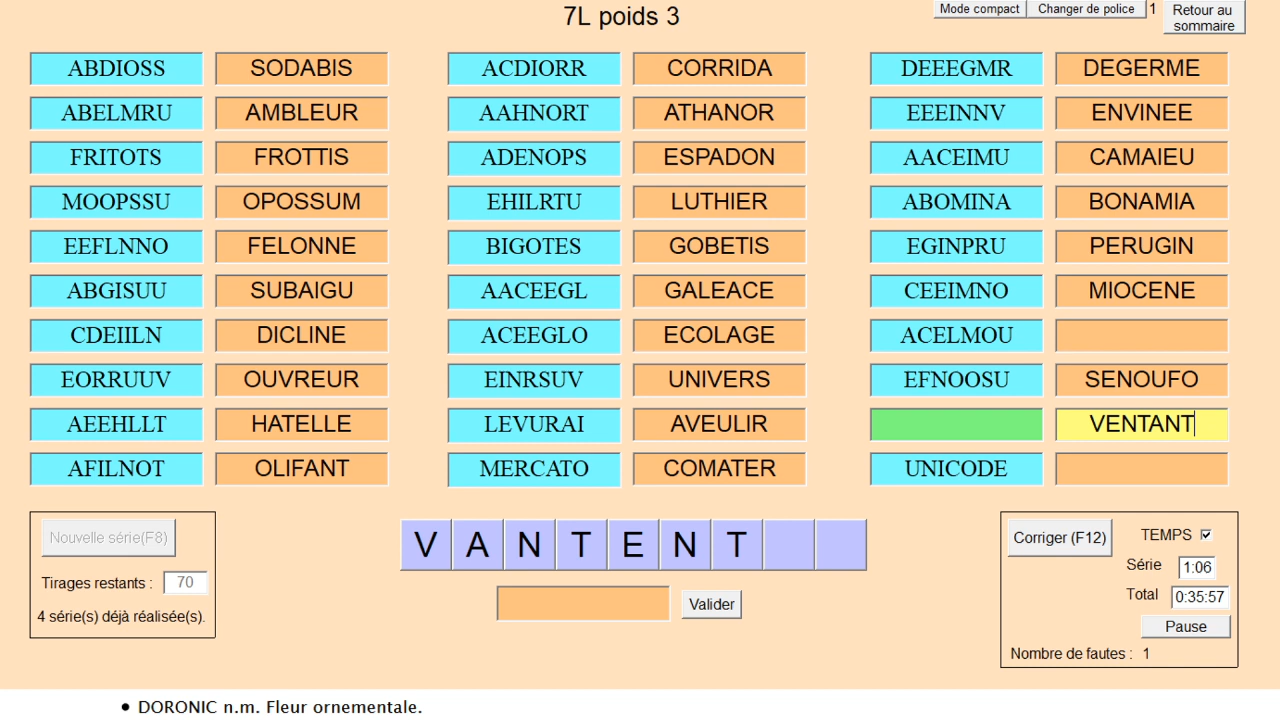 7L poids 3
Mode compact Changer de police 1 Retour au sommaire
ABDIOSS SODABIS ACDIORR CORRIDA DEEEGMR DEGERME
ABELMRU AMBLEUR AAHNORT ATHANOR EEEINNV ENVINEE
FRITOTS FROTTIS ADENOPS ESPADON AACEIMU CAMAIEU
MOOPSSU OPOSSUM EHILRTU LUTHIER ABOMINA BONAMIA
EEFLNNO FELONNE BIGOTES GOBETIS EGINPRU PERUGIN
ABGISUU SUBAIGU AACEEGL GALEACE CEEIMNO MIOCENE
CDEIILN DICLINE ACEEGLO ECOLAGE ACELMOU
EORRUUV OUVREUR EINRSUV UNIVERS EFNOOSU SENOUFO
AEEHLLT HATELLE LEVURAI AVEULIR VENTANT
AFILNOT OLIFANT MERCATO COMATER UNICODE
Nouvelle série(F8)
Tirages restants : 70
4 série(s) déjà réalisée(s).
V A N T E N T
Valider
Corriger (F12) TEMPS
Série 1:06
Total 0:35:57
Pause
Nombre de fautes : 1
• DORONIC n.m. Fleur ornementale.